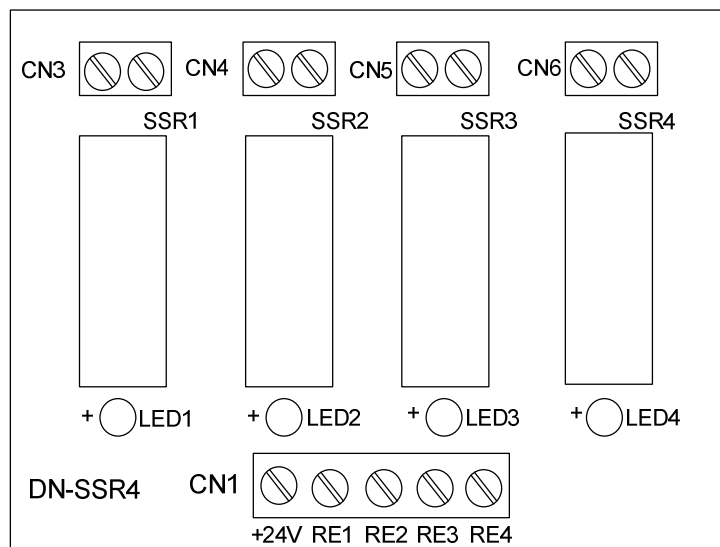 CN3 CN4 CN5 CN6
SSR1 SSR2 SSR3 SSR4
+ LED1 + LED2 + LED3 + LED4
DN-SSR4 CN1
+24V RE1 RE2 RE3 RE4